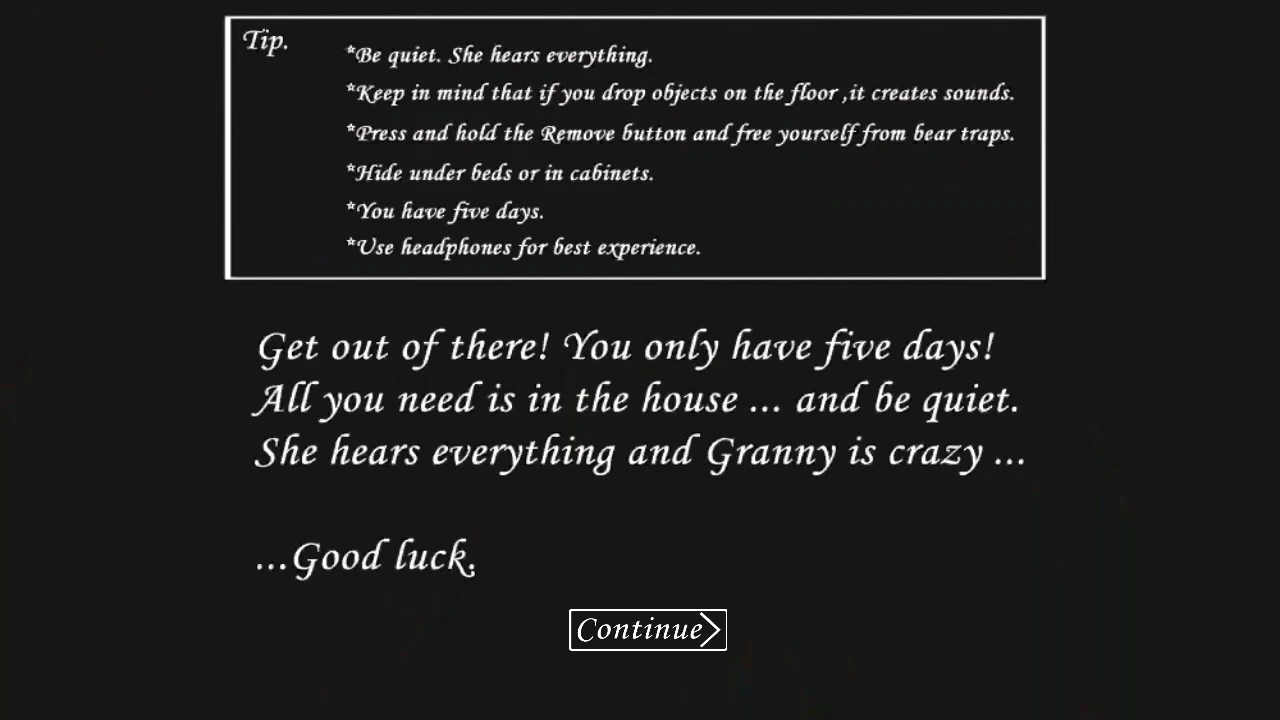 Tip.
*Be quiet. She hears everything.
*Keep in mind that if you drop objects on the floor ,it creates sounds.
*Press and hold the Remove button and free yourself from bear traps.
*Hide under beds or in cabinets.
*You have five days.
*Use headphones for best experience.
Get out of there! You only have five days!
All you need is in the house ... and be quiet.
She hears everything and Granny is crazy ...
...Good luck.
Continue